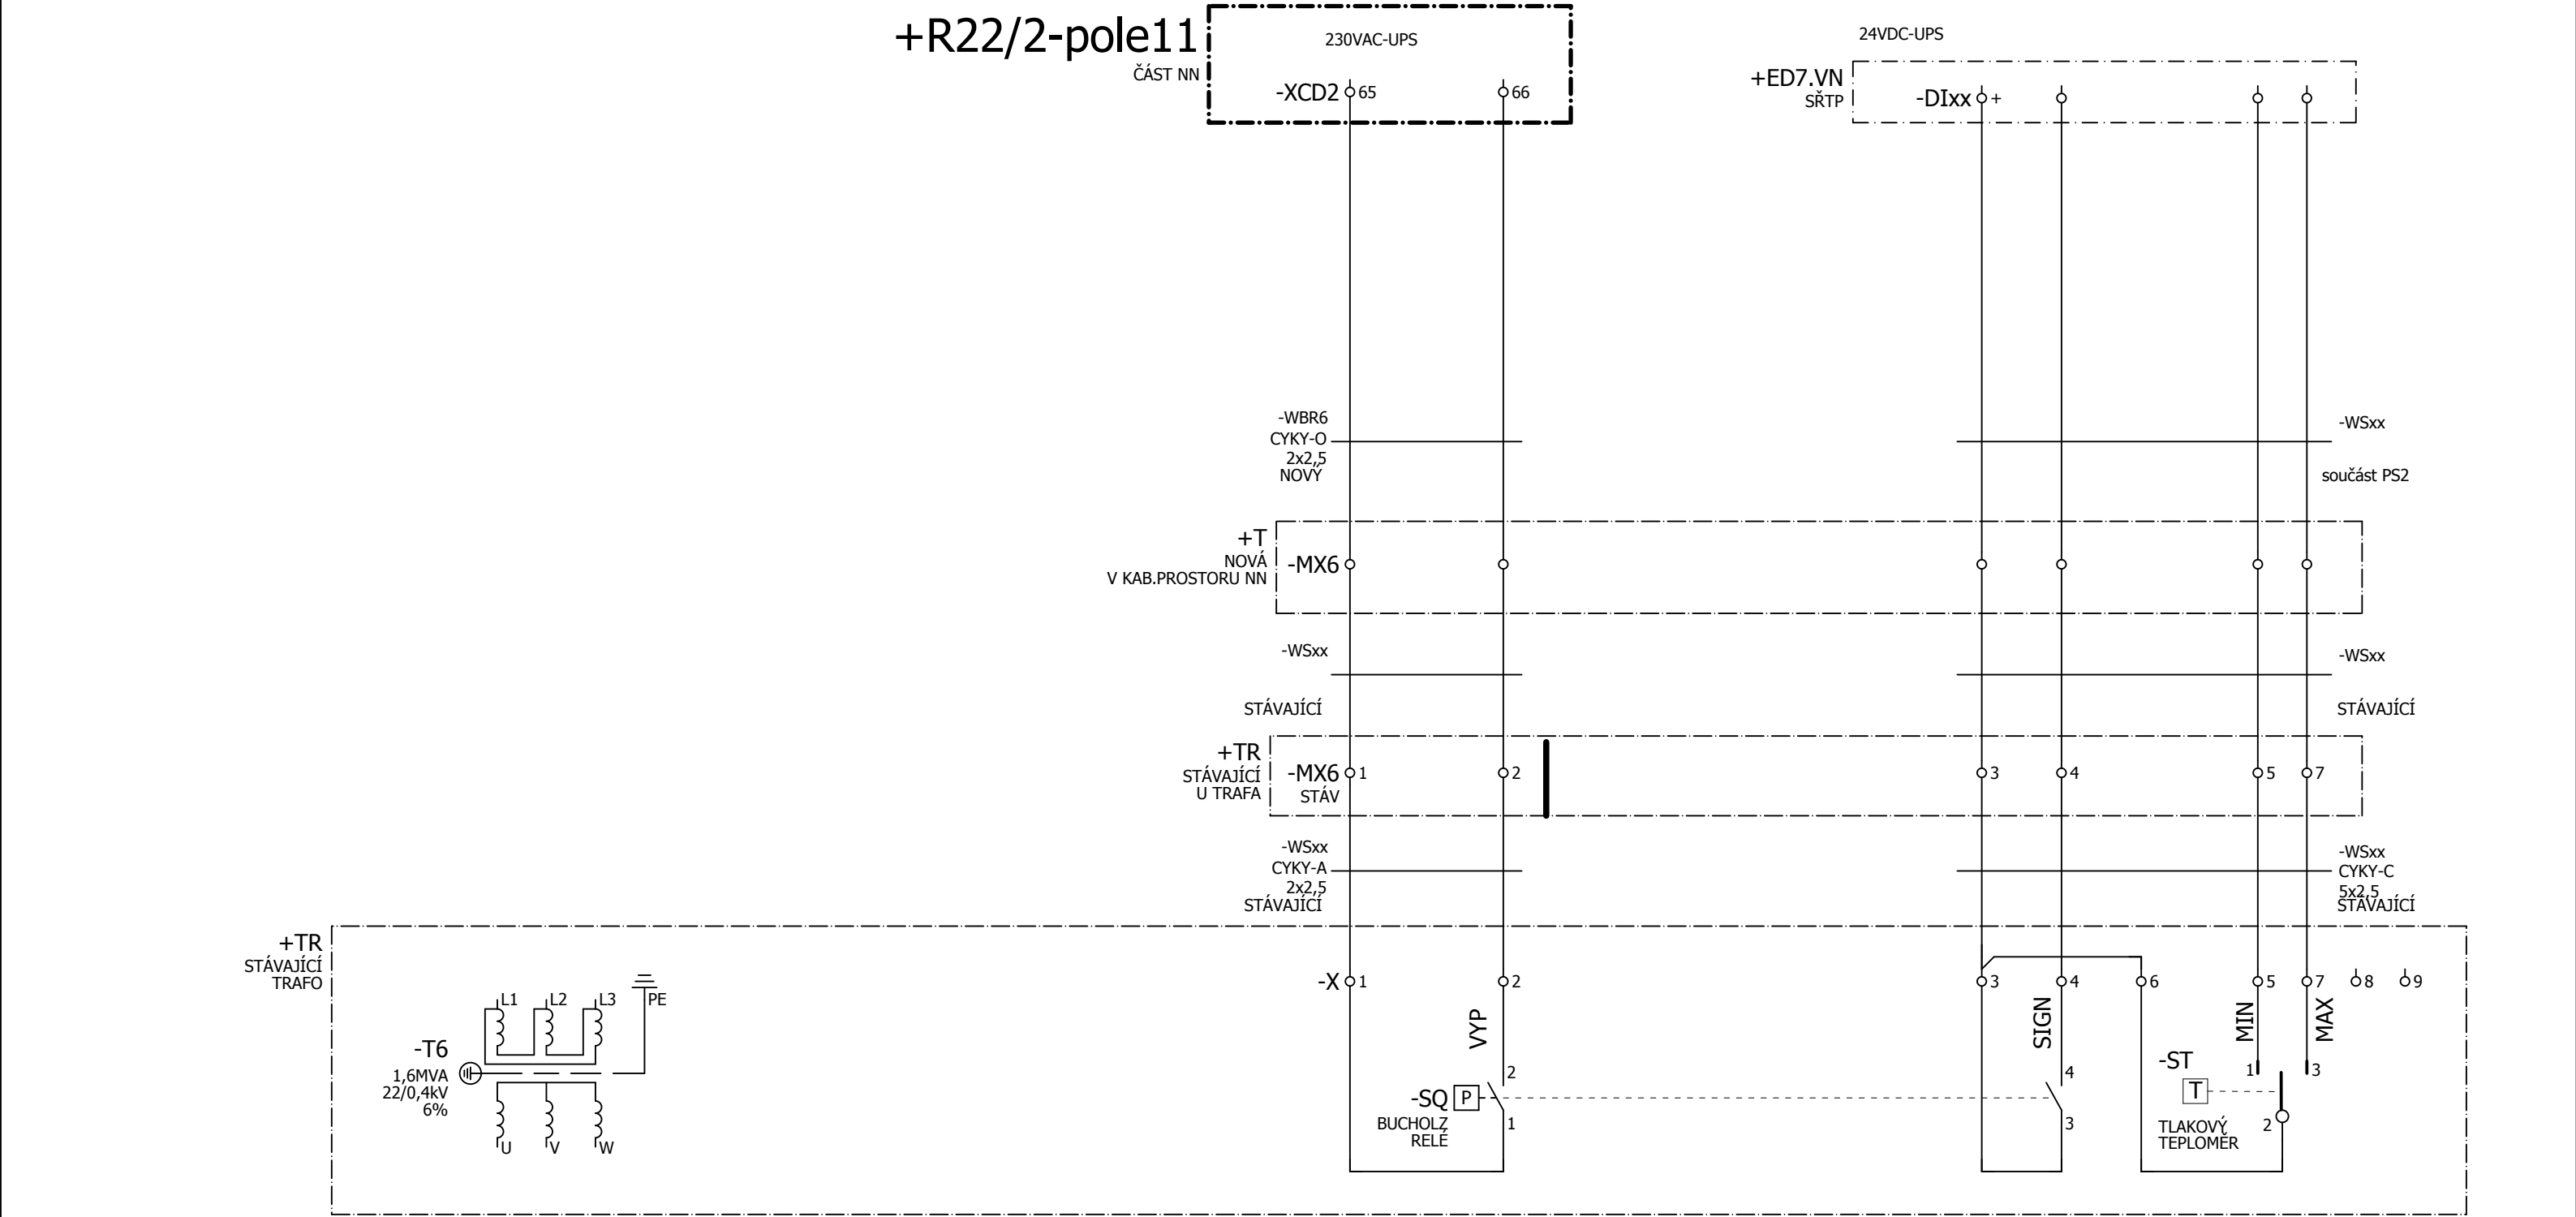 +R22/2-pole11
ČÁST NN
230VAC-UPS
-XCD2
65
66
24VDC-UPS
+ED7.VN
SŘTP
-DIxx
+
-WBR6
CYKY-O
2x2,5
NOVÝ
-WSxx
součást PS2
+T
NOVÁ
V KAB.PROSTORU NN
-MX6
-WSxx
STÁVAJÍCÍ
-WSxx
STÁVAJÍCÍ
+TR
STÁVAJÍCÍ
U TRAFA
-MX6
STÁV
1
2
3
4
5
7
-WSxx
CYKY-A
2x2,5
STÁVAJÍCÍ
-WSxx
CYKY-C
5x2,5
STÁVAJÍCÍ
+TR
STÁVAJÍCÍ
TRAFO
-X
1
2
3
4
6
5
7
8
9
L1
L2
L3
PE
-T6
1,6MVA
22/0,4kV
6%
U
V
W
VYP
SIGN
MIN
MAX
-SQ
P
BUCHOLZ
RELÉ
2
1
4
3
-ST
T
TLAKOVÝ
TEPLOMĚR
1
3
2